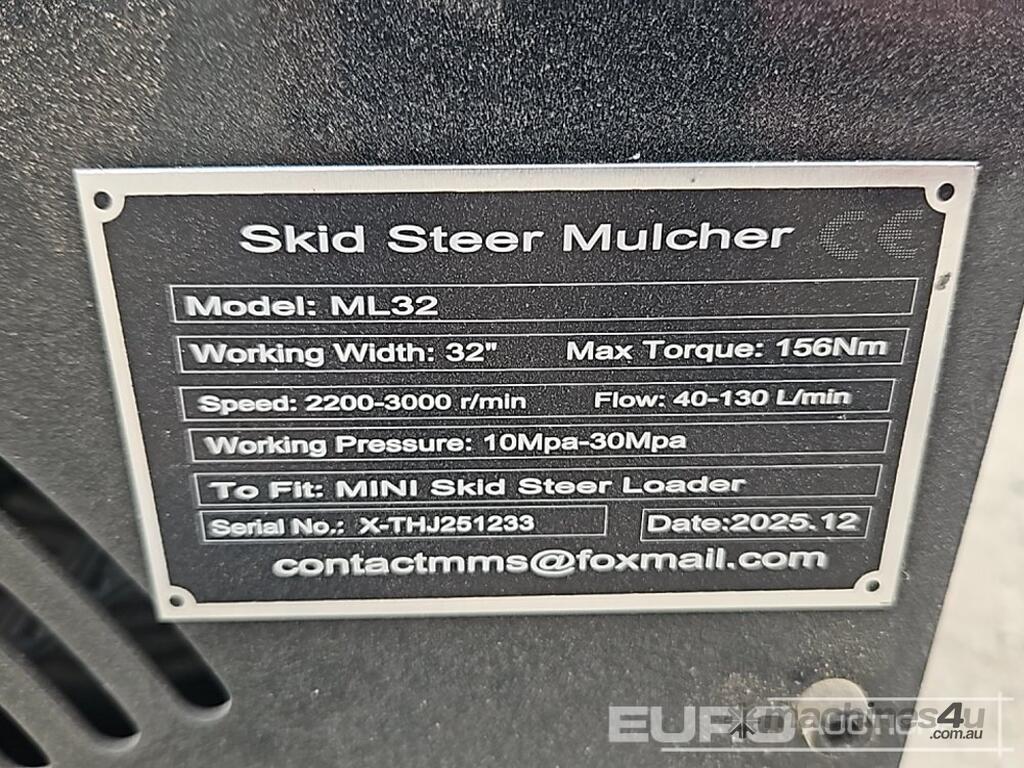 Skid Steer Mulcher CE
Model: ML32
Working Width: 32" Max Torque: 156Nm
Speed: 2200-3000 r/min Flow: 40-130 L/min
Working Pressure: 10Mpa-30Mpa
To Fit: MINI Skid Steer Loader
Serial No.: X-THJ251233 Date:2025.12
contactmms@foxmail.com
EURO
machines4u
.com.au